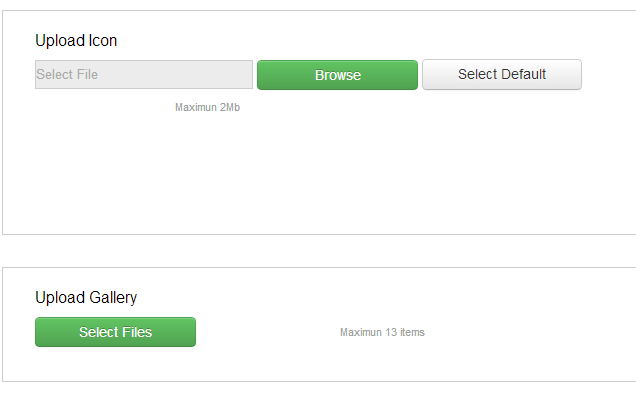 Upload Icon
Select File Browse Select Default
Maximun 2Mb
Upload Gallery
Select Files Maximun 13 items